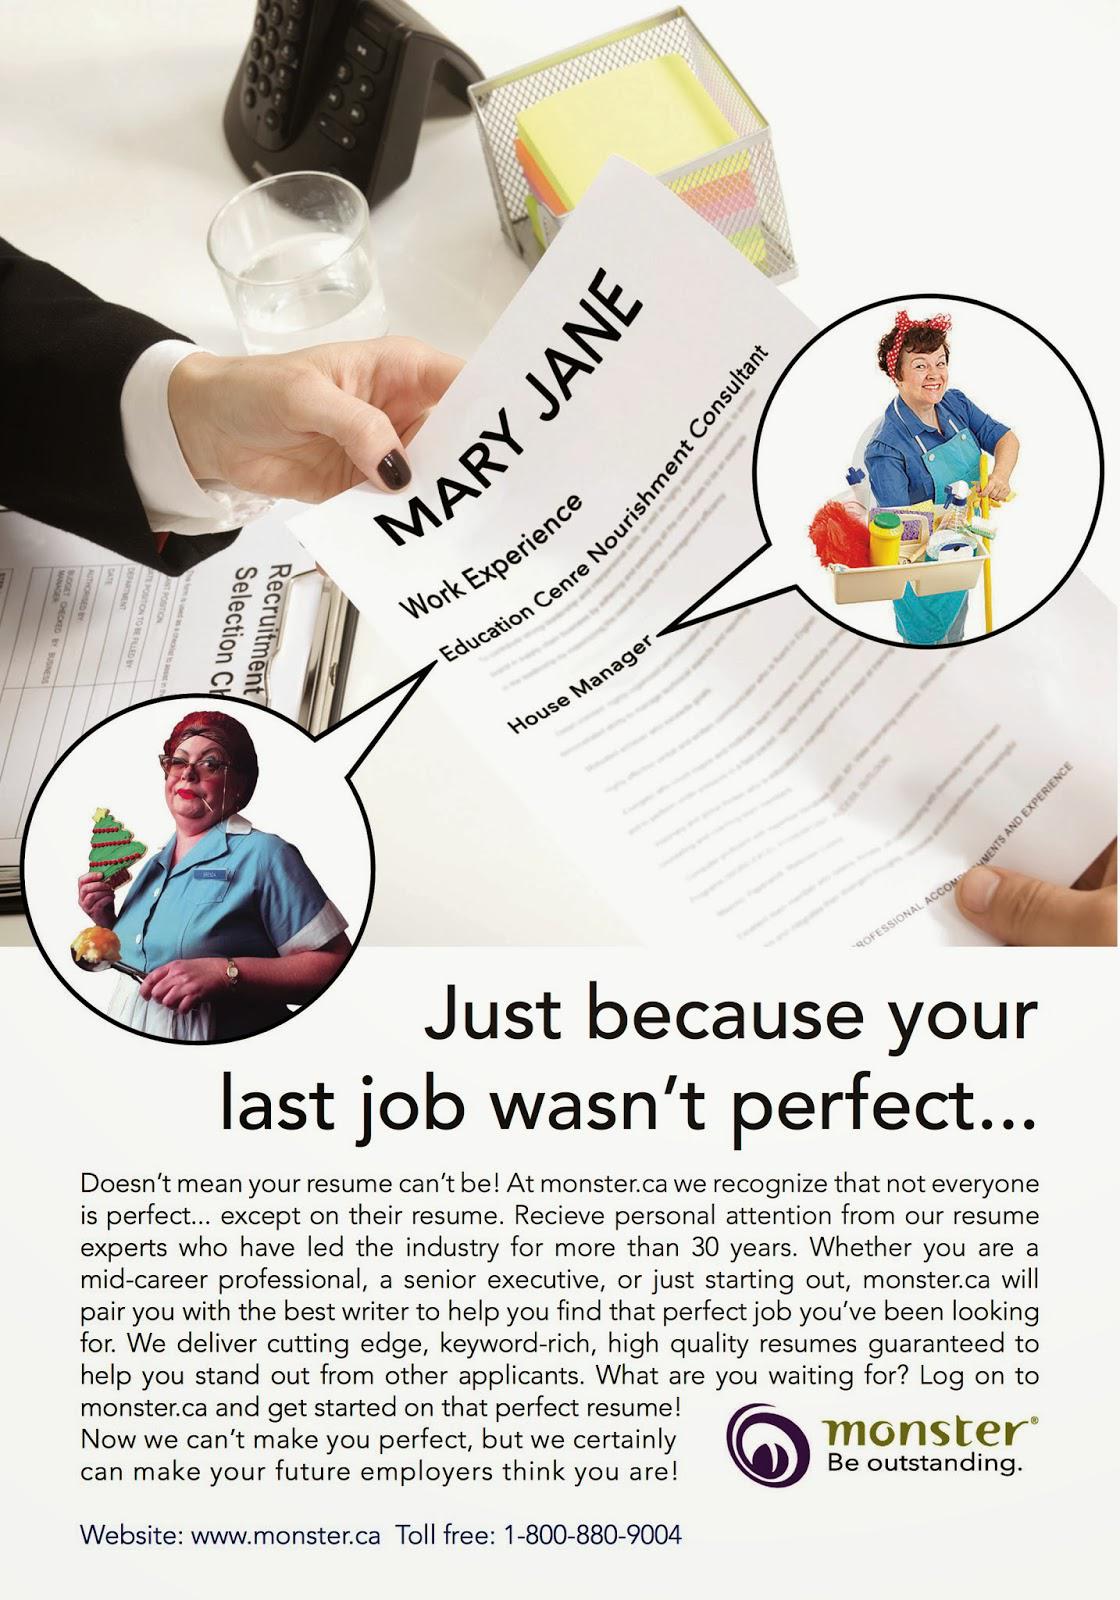 MARY JANE
Work Experience
Education Cenre Nourishment Consultant
House Manager
PROFESSIONAL ACCOMPLISHMENTS AND EXPERIENCE
Recruitment
Selection
Just because your
last job wasn't perfect...
Doesn't mean your resume can't be! At monster.ca we recognize that not everyone
is perfect... except on their resume. Recieve personal attention from our resume
experts who have led the industry for more than 30 years. Whether you are a
mid-career professional, a senior executive, or just starting out, monster.ca will
pair you with the best writer to help you find that perfect job you've been looking
for. We deliver cutting edge, keyword-rich, high quality resumes guaranteed to
help you stand out from other applicants. What are you waiting for? Log on to
monster.ca and get started on that perfect resume!
Now we can't make you perfect, but we certainly
can make your future employers think you are!
monster®
Be outstanding.
Website: www.monster.ca Toll free: 1-800-880-9004